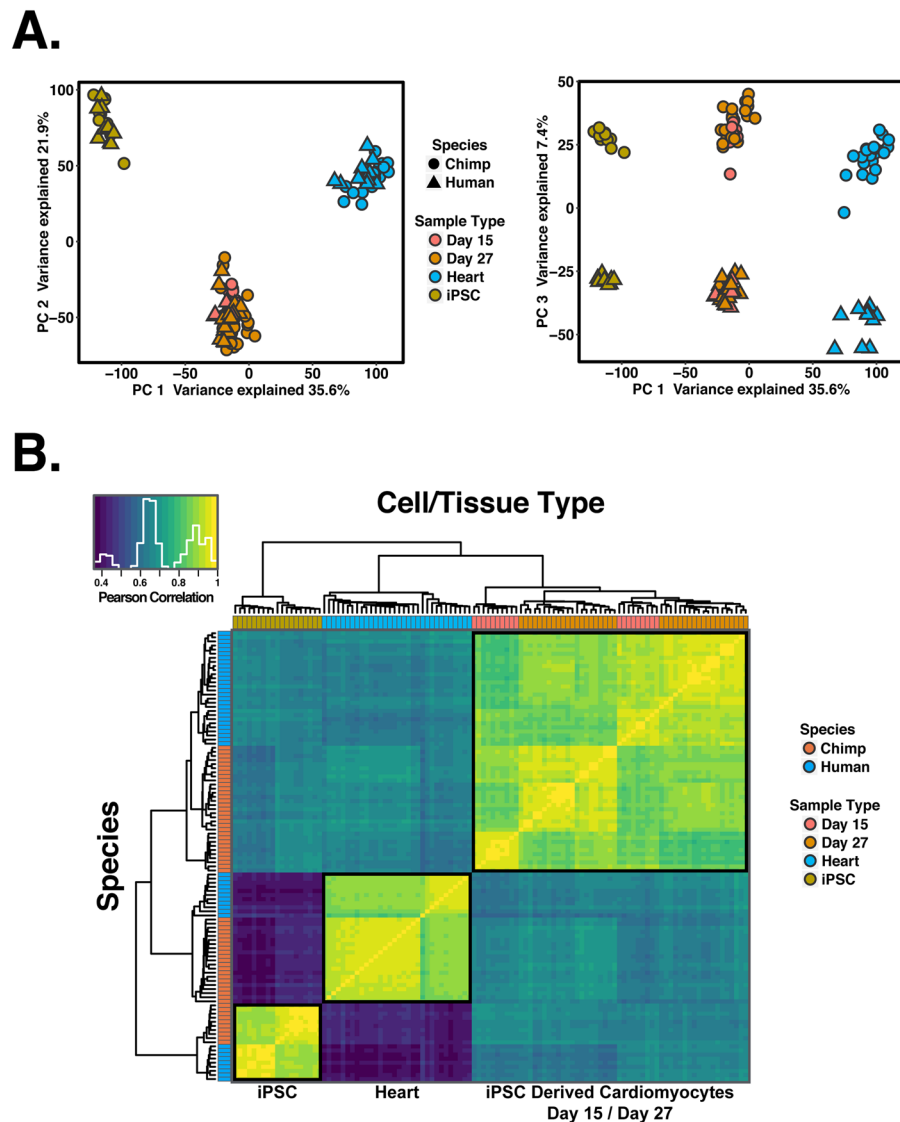 A.
100
50
0
−50
PC 2 Variance explained 21.9%
−100
−50
0
50
100
PC 1 Variance explained 35.6%
Species
Chimp
Human
Sample Type
Day 15
Day 27
Heart
iPSC
50
25
0
−25
−50
PC 3 Variance explained 7.4%
−100
−50
0
50
100
PC 1 Variance explained 35.6%
B.
Cell/Tissue Type
0.4
0.6
0.8
1
Pearson Correlation
Species
Species
Chimp
Human
Sample Type
Day 15
Day 27
Heart
iPSC
iPSC
Heart
iPSC Derived Cardiomyocytes
Day 15 / Day 27